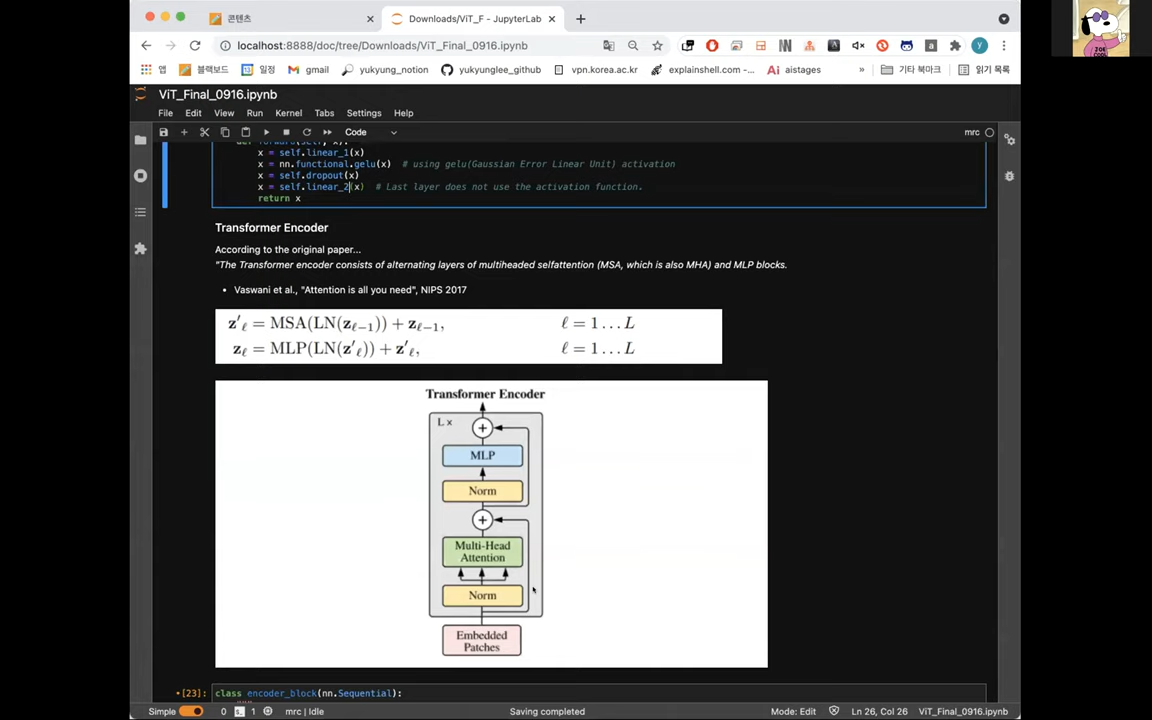 콘텐츠
Downloads/ViT_F - JupyterLab
localhost:8888/doc/tree/Downloads/ViT_Final_0916.ipynb
앱
블랙보드
일정
gmail
yukyung_notion
yukyunglee_github
vpn.korea.ac.kr
explainshell.com -...
aistages
»
기타 북마크
읽기 목록
ViT_Final_0916.ipynb
File Edit View Run Kernel Tabs Settings Help
Code
mrc
x = self.linear_1(x)
x = nn.functional.gelu(x) # using gelu(Gaussian Error Linear Unit) activation
x = self.dropout(x)
x = self.linear_2(x) # Last layer does not use the activation function.
return x
Transformer Encoder
According to the original paper...
"The Transformer encoder consists of alternating layers of multiheaded selfattention (MSA, which is also MHA) and MLP blocks.
• Vaswani et al., "Attention is all you need", NIPS 2017
z′ℓ = MSA(LN(zℓ−1)) + zℓ−1, ℓ = 1...L
zℓ = MLP(LN(z′ℓ)) + z′ℓ, ℓ = 1...L
Transformer Encoder
L ×
+
MLP
Norm
+
Multi-Head
Attention
Norm
Embedded
Patches
[23]: class encoder_block(nn.Sequential):
"""
Simple 0 1 mrc | Idle Saving completed Mode: Edit Ln 26, Col 26 ViT_Final_0916.ipynb
JOE
COOL